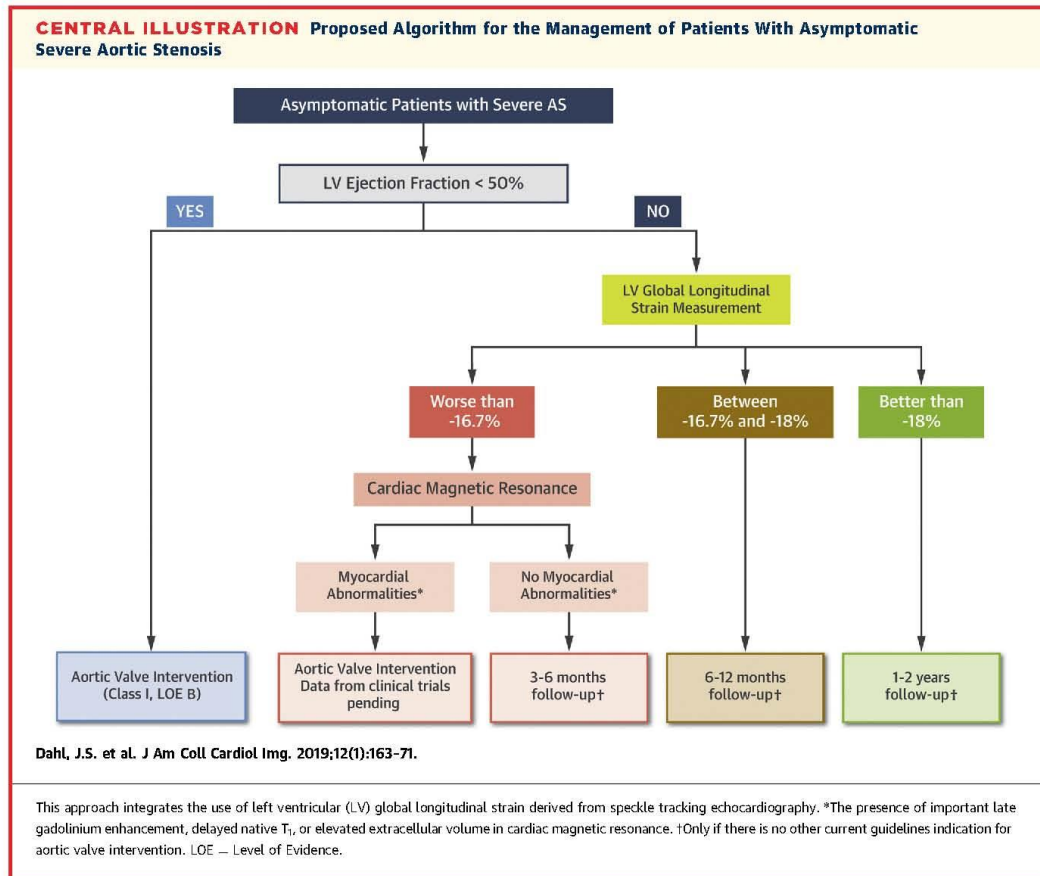 CENTRAL ILLUSTRATION Proposed Algorithm for the Management of Patients With Asymptomatic
Severe Aortic Stenosis
Asymptomatic Patients with Severe AS
LV Ejection Fraction < 50%
YES
NO
LV Global Longitudinal
Strain Measurement
Worse than
-16.7%
Between
-16.7% and -18%
Better than
-18%
Cardiac Magnetic Resonance
Myocardial
Abnormalities*
No Myocardial
Abnormalities*
Aortic Valve Intervention
(Class I, LOE B)
Aortic Valve Intervention
Data from clinical trials
pending
3-6 months
follow-up†
6-12 months
follow-up†
1-2 years
follow-up†
Dahl, J.S. et al. J Am Coll Cardiol Img. 2019;12(1):163–71.
This approach integrates the use of left ventricular (LV) global longitudinal strain derived from speckle tracking echocardiography. *The presence of important late
gadolinium enhancement, delayed native T₁, or elevated extracellular volume in cardiac magnetic resonance. †Only if there is no other current guidelines indication for
aortic valve intervention. LOE = Level of Evidence.